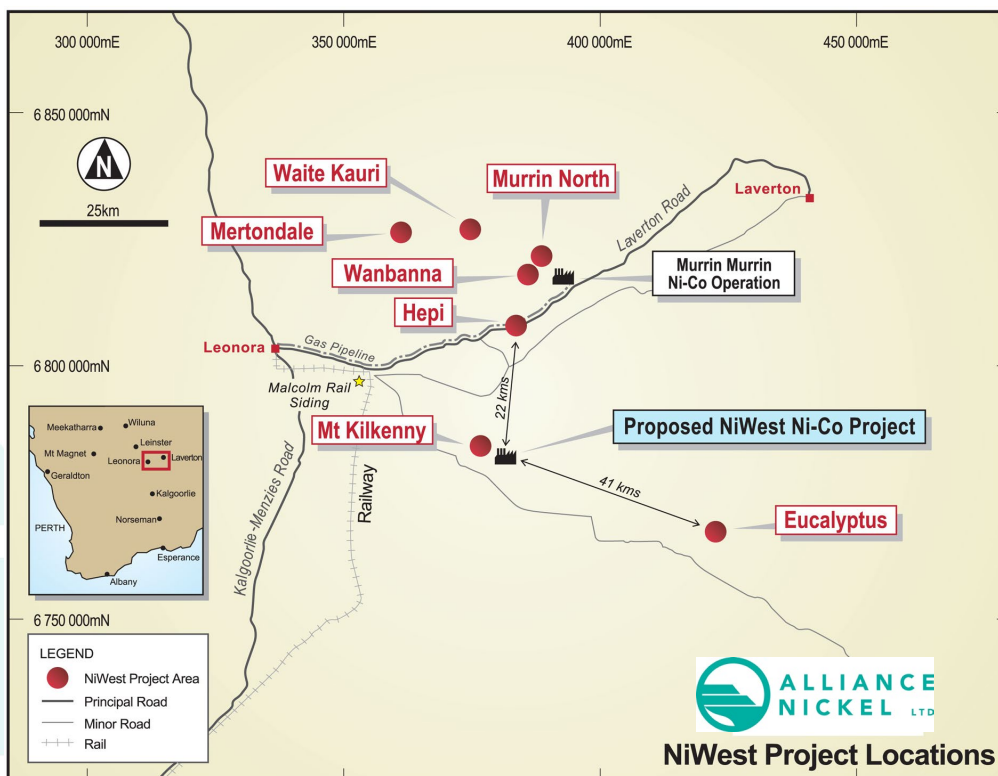 300 000mE
350 000mE
400 000mE
450 000mE
6 850 000mN
N
25km
Waite Kauri
Murrin North
Mertondale
Laverton
Laverton Road
Wanbanna
Murrin Murrin
Ni-Co Operation
Hepi
Leonora
Gas Pipeline
6 800 000mN
Malcolm Rail
Siding
22 kms
Mt Kilkenny
Proposed NiWest Ni-Co Project
41 kms
Eucalyptus
Kalgoorlie-Menzies Road
Railway
Meekatharra
Wiluna
Leinster
Mt Magnet
Leonora
Laverton
Geraldton
Kalgoorlie
Norseman
PERTH
Esperance
Albany
6 750 000mN
LEGEND
NiWest Project Area
Principal Road
Minor Road
Rail
ALLIANCE
NICKEL LTD
NiWest Project Locations